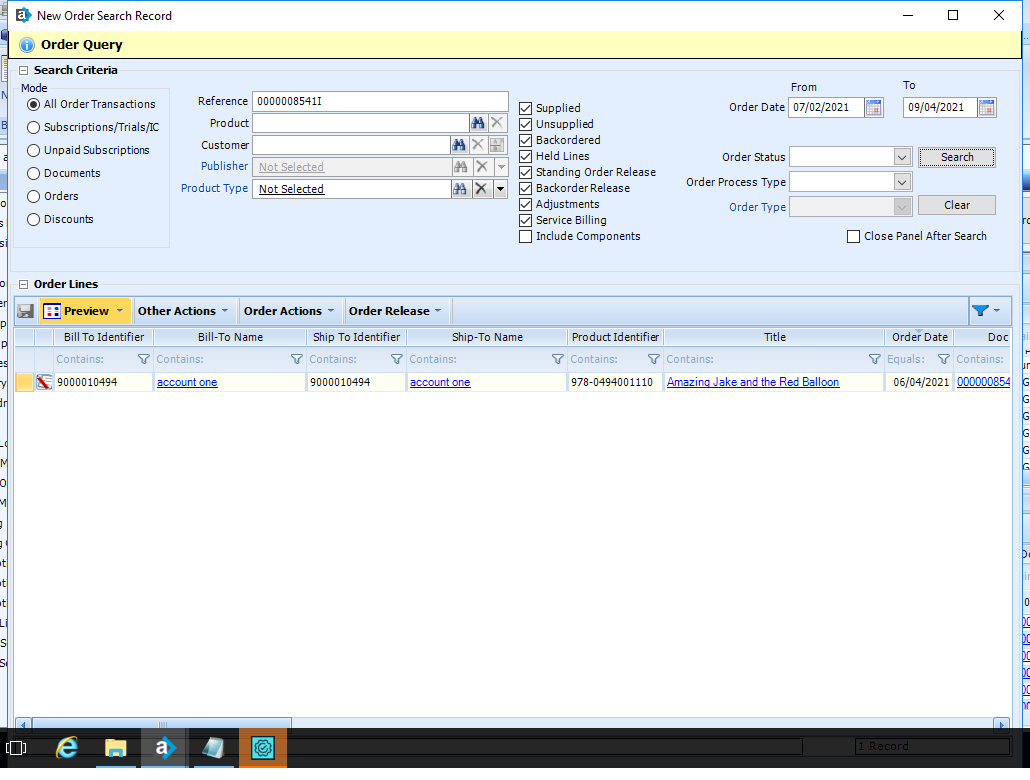 New Order Search Record
Order Query
Search Criteria
Mode
All Order Transactions
Subscriptions/Trials/IC
Unpaid Subscriptions
Documents
Orders
Discounts
Reference 0000008541I
Product
Customer
Publisher Not Selected
Product Type Not Selected
Supplied
Unsupplied
Backordered
Held Lines
Standing Order Release
Backorder Release
Adjustments
Service Billing
Include Components
From To
Order Date 07/02/2021 09/04/2021
Order Status Search
Order Process Type
Order Type Clear
Close Panel After Search
Order Lines
Preview Other Actions Order Actions Order Release
Bill To Identifier Bill-To Name Ship To Identifier Ship-To Name Product Identifier Title Order Date Doc
Contains: Contains: Contains: Contains: Contains: Contains: Equals: Contains:
9000010494 account one 9000010494 account one 978-0494001110 Amazing Jake and the Red Balloon 06/04/2021 000000854
1 Record